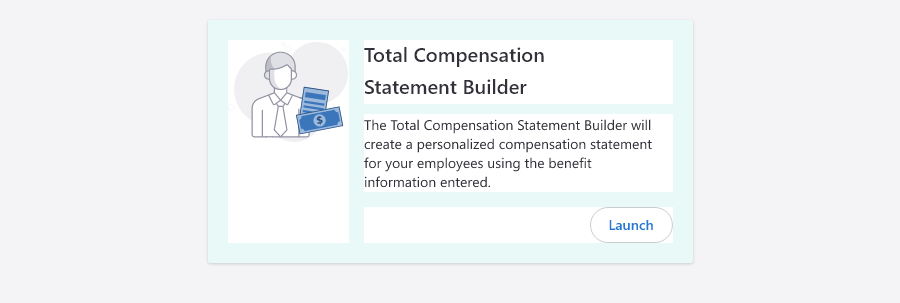 Total Compensation
Statement Builder
The Total Compensation Statement Builder will
create a personalized compensation statement
for your employees using the benefit
information entered.
$
Launch